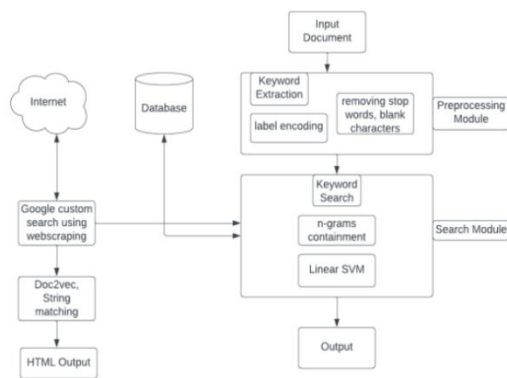 Input
Document
Keyword
Extraction
removing stop
words, blank
characters
label encoding
Preprocessing
Module
Internet
Database
Keyword
Search
n-grams
containment
Linear SVM
Search Module
Google custom
search using
webscraping
Doc2vec,
String
matching
HTML Output
Output